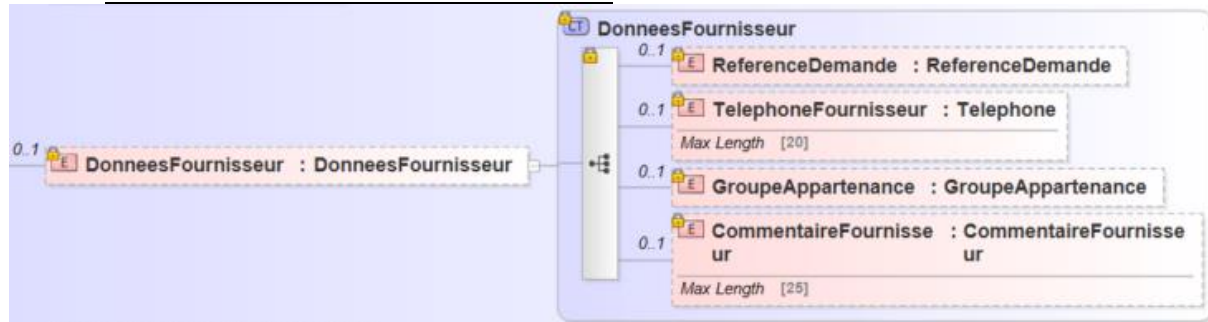 CT DonneesFournisseur
0..1 E ReferenceDemande : ReferenceDemande
0..1 E TelephoneFournisseur : Telephone
Max Length [20]
0..1 E DonneesFournisseur : DonneesFournisseur
0..1 E GroupeAppartenance : GroupeAppartenance
0..1 E CommentaireFournisse : CommentaireFournisse
ur ur
Max Length [25]